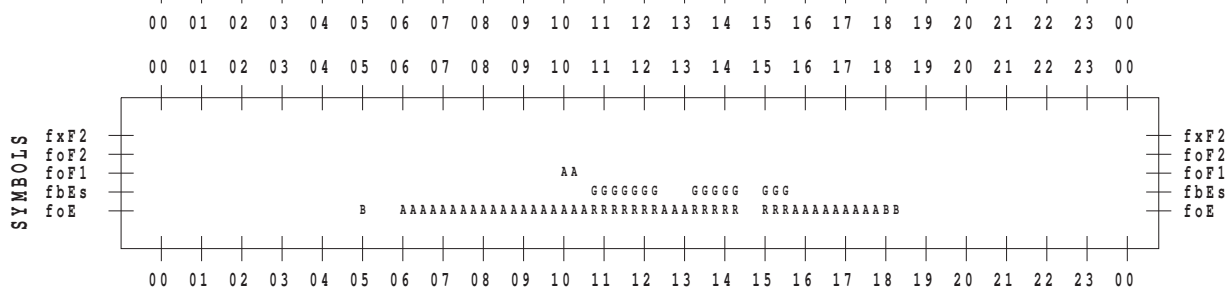 00 01 02 03 04 05 06 07 08 09 10 11 12 13 14 15 16 17 18 19 20 21 22 23 00
00 01 02 03 04 05 06 07 08 09 10 11 12 13 14 15 16 17 18 19 20 21 22 23 00
SYMBOLS
fxF2 fxF2
foF2 foF2
foF1 AA foF1
fbEs GGGGGGG GGGGG GGG fbEs
foE B AAAAAAAAAAAAAAAAAAARRRRRRRAAARRRRR RRRAAAAAAAAABB foE
00 01 02 03 04 05 06 07 08 09 10 11 12 13 14 15 16 17 18 19 20 21 22 23 00